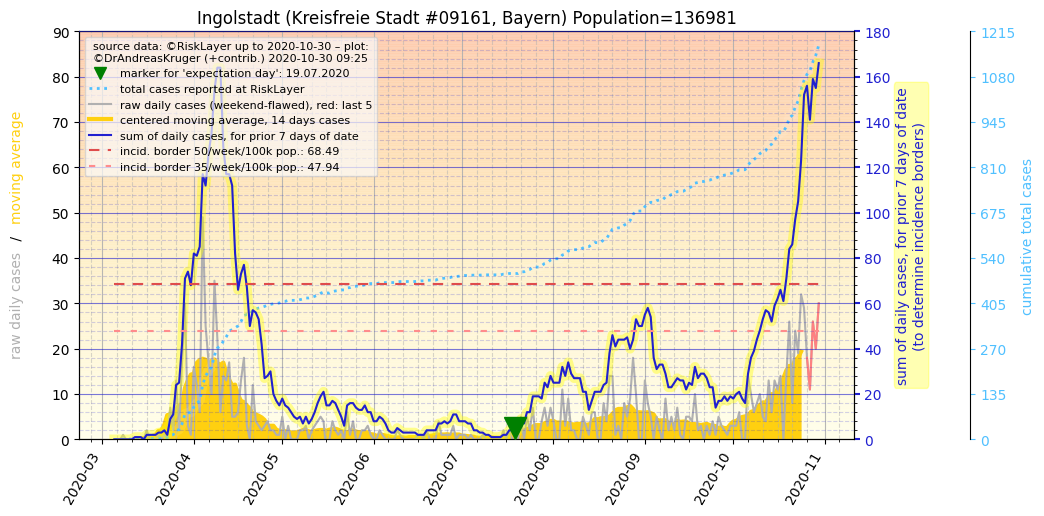 Ingolstadt (Kreisfreie Stadt #09161, Bayern) Population=136981
source data: ©RiskLayer up to 2020-10-30 – plot:
©DrAndreasKruger (+contrib.) 2020-10-30 09:25
marker for 'expectation day': 19.07.2020
total cases reported at RiskLayer
raw daily cases (weekend-flawed), red: last 5
centered moving average, 14 days cases
sum of daily cases, for prior 7 days of date
incid. border 50/week/100k pop.: 68.49
incid. border 35/week/100k pop.: 47.94
raw daily cases / moving average
90
80
70
60
50
40
30
20
10
0
2020-03
2020-04
2020-05
2020-06
2020-07
2020-08
2020-09
2020-10
2020-11
180
160
140
120
100
80
60
40
20
0
sum of daily cases, for prior 7 days of date
(to determine incidence borders)
1215
1080
945
810
675
540
405
270
135
0
cumulative total cases